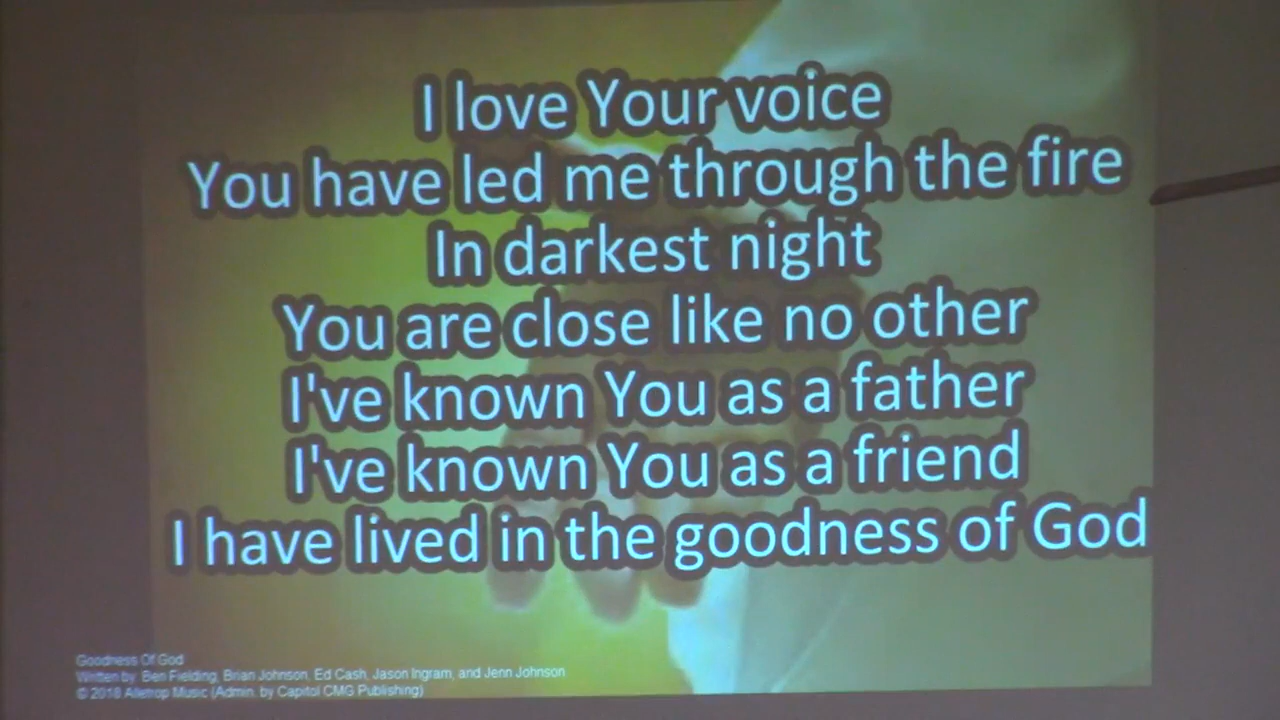 I love Your voice
You have led me through the fire
In darkest night
You are close like no other
I've known You as a father
I've known You as a friend
I have lived in the goodness of God
Goodness Of God
Written by: Ben Fielding, Brian Johnson, Ed Cash, Jason Ingram, and Jenn Johnson
© 2018 Alletrop Music (Admin. by Capitol CMG Publishing)